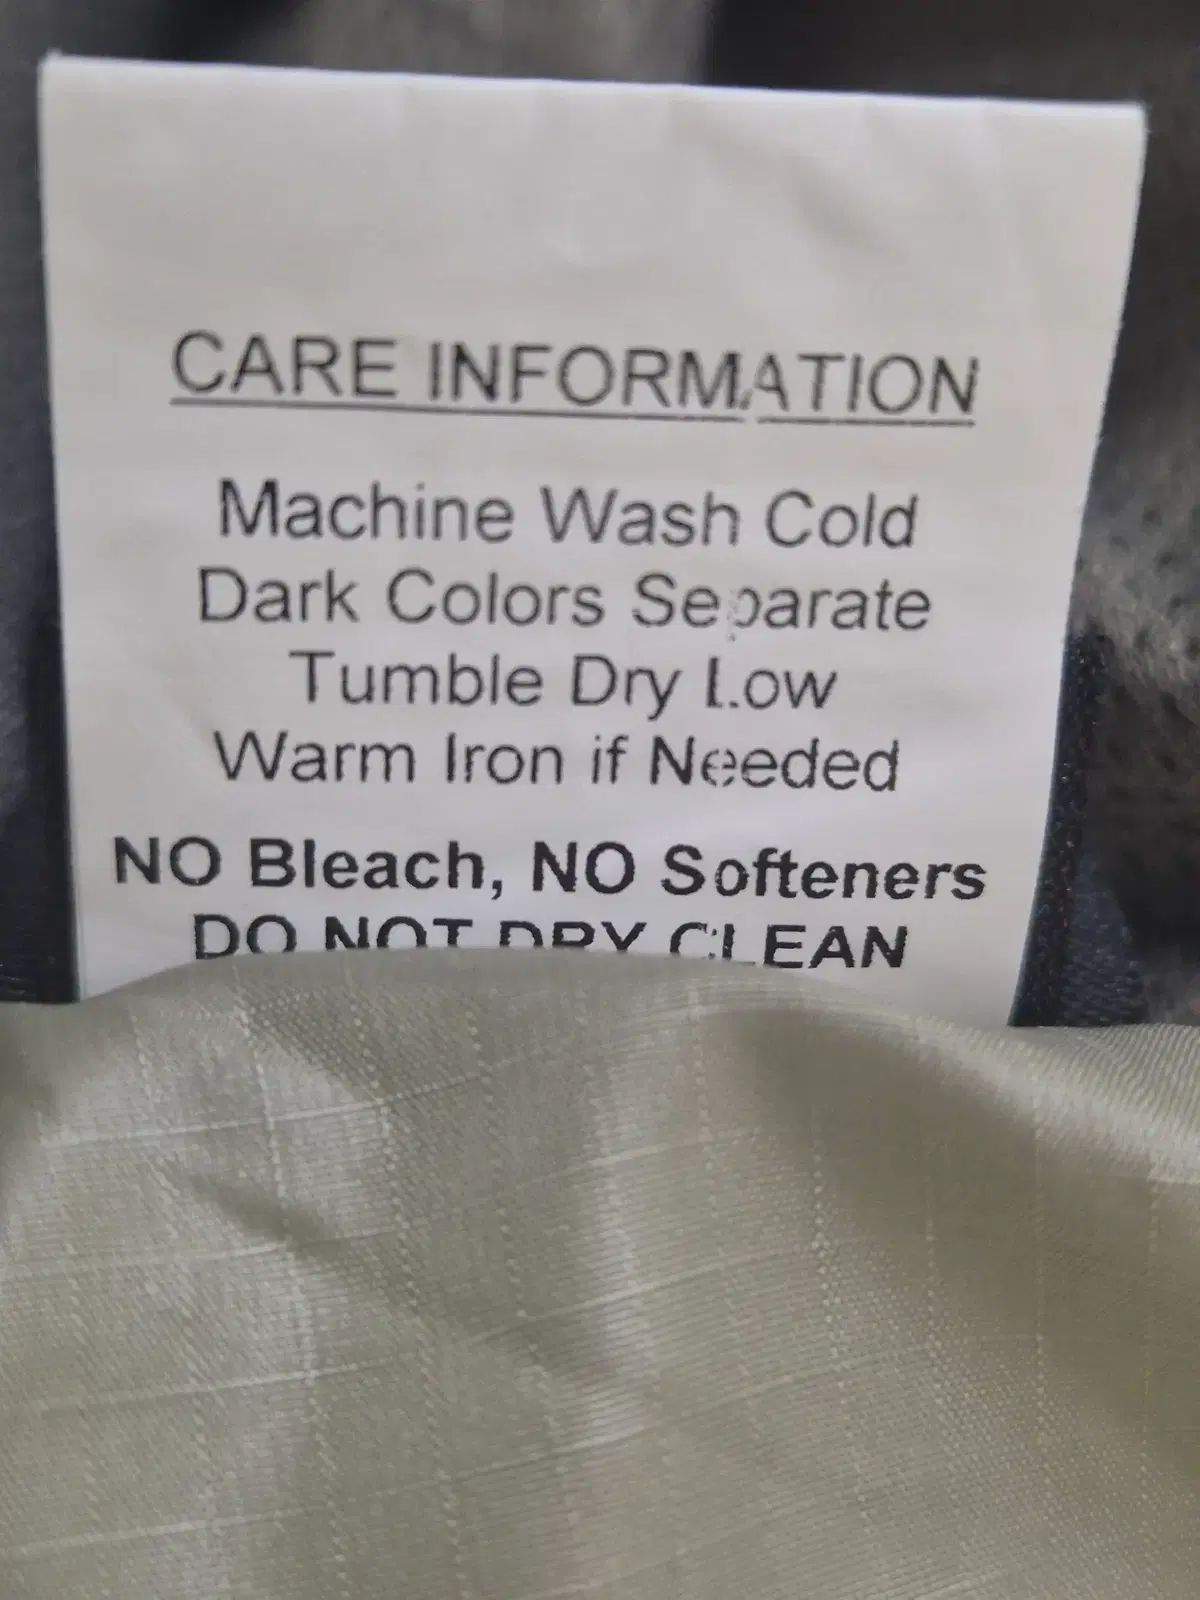 CARE INFORMATION
Machine Wash Cold
Dark Colors Separate
Tumble Dry Low
Warm Iron if Needed
NO Bleach, NO Softeners
DO NOT DRY CLEAN